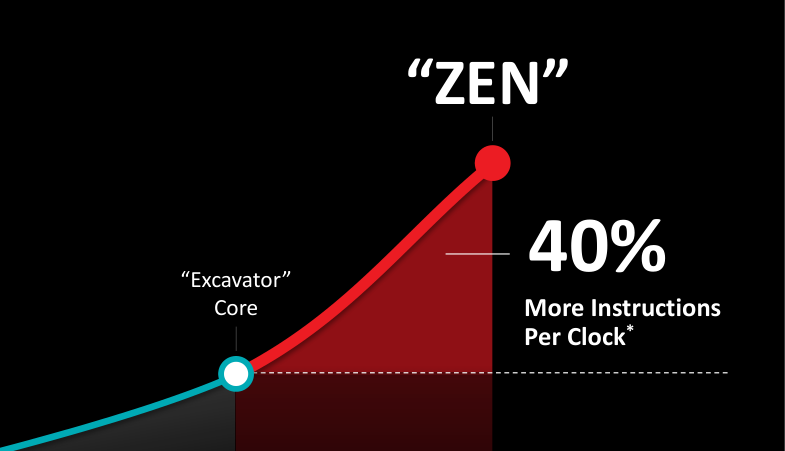 “ZEN”
“Excavator”
Core
40%
More Instructions
Per Clock*